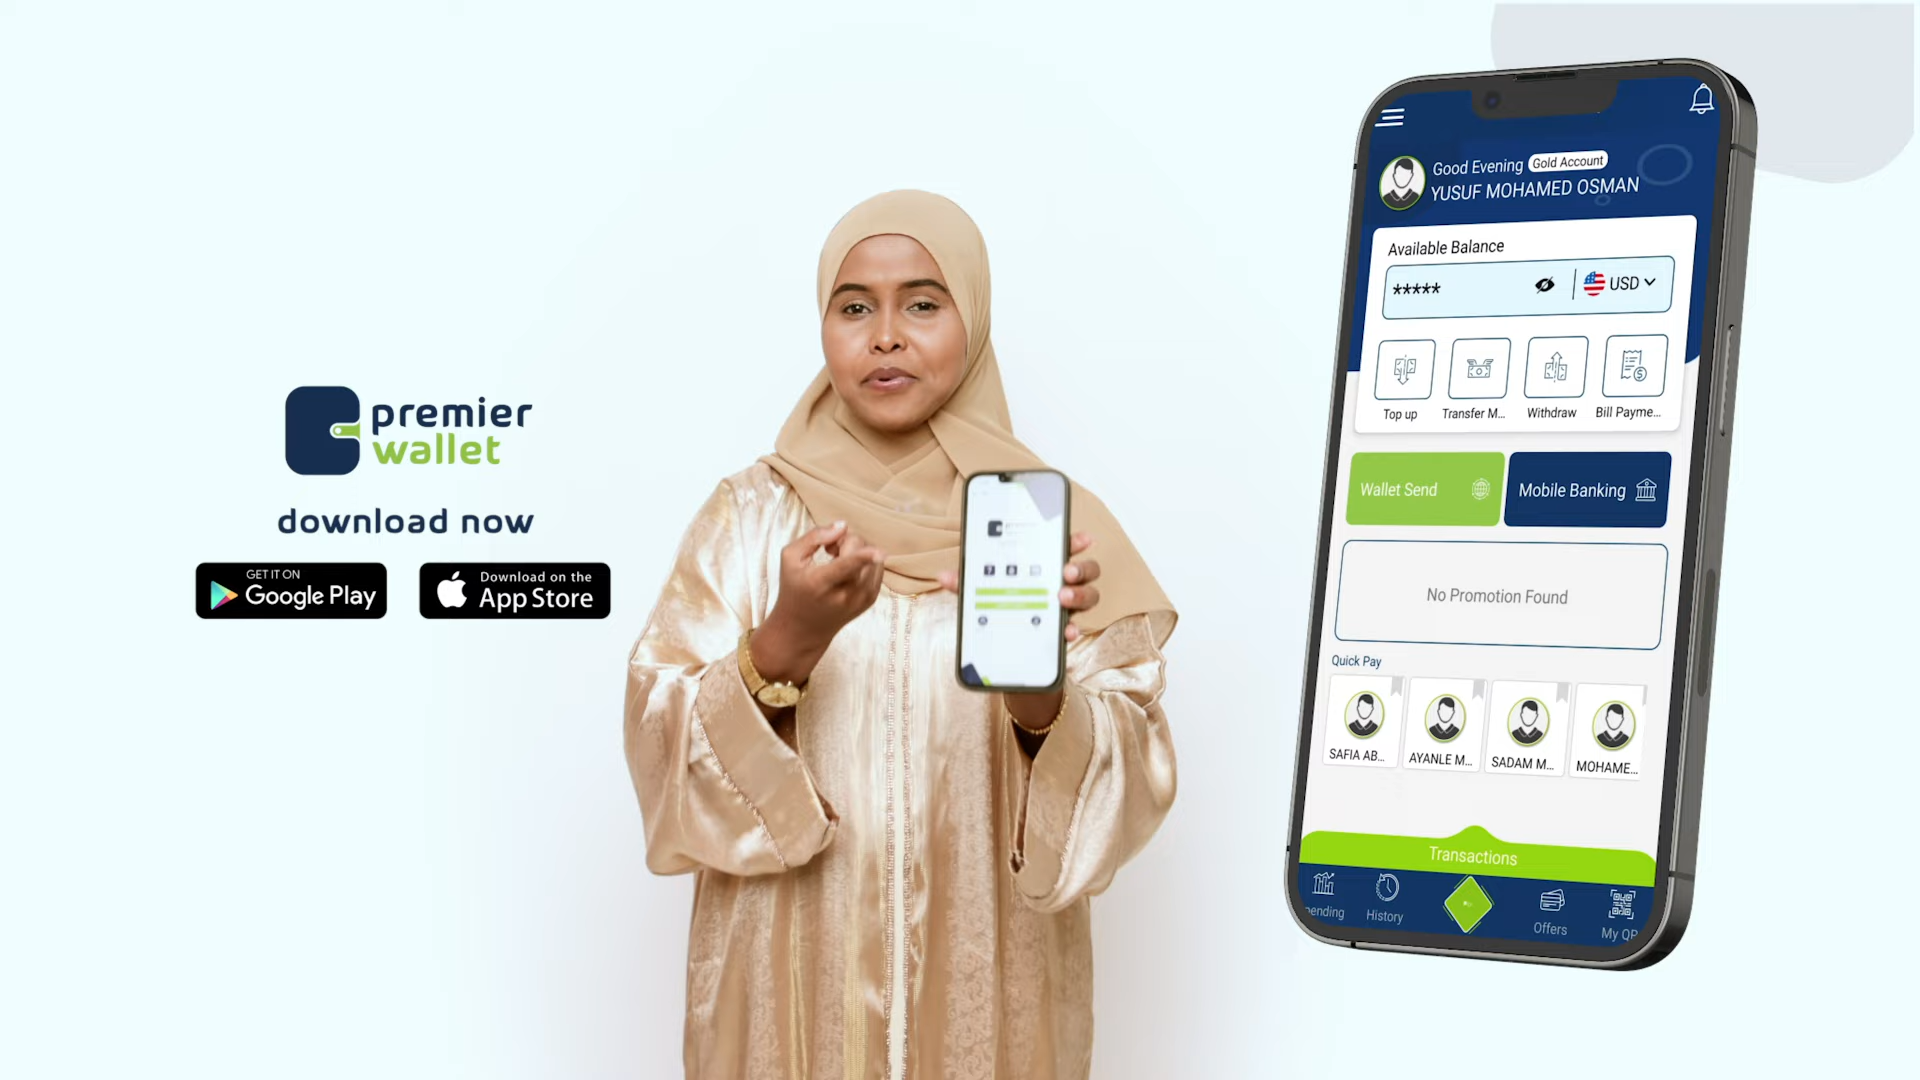 premier
wallet
download now
GET IT ON
Google Play
Download on the
App Store
Good Evening Gold Account
YUSUF MOHAMED OSMAN
Available Balance
***** USD
Top up Transfer M... Withdraw Bill Payme...
Wallet Send Mobile Banking
No Promotion Found
Quick Pay
SAFIA AB... AYANLE M... SADAM M... MOHAME...
Transactions
pending History Offers My QR